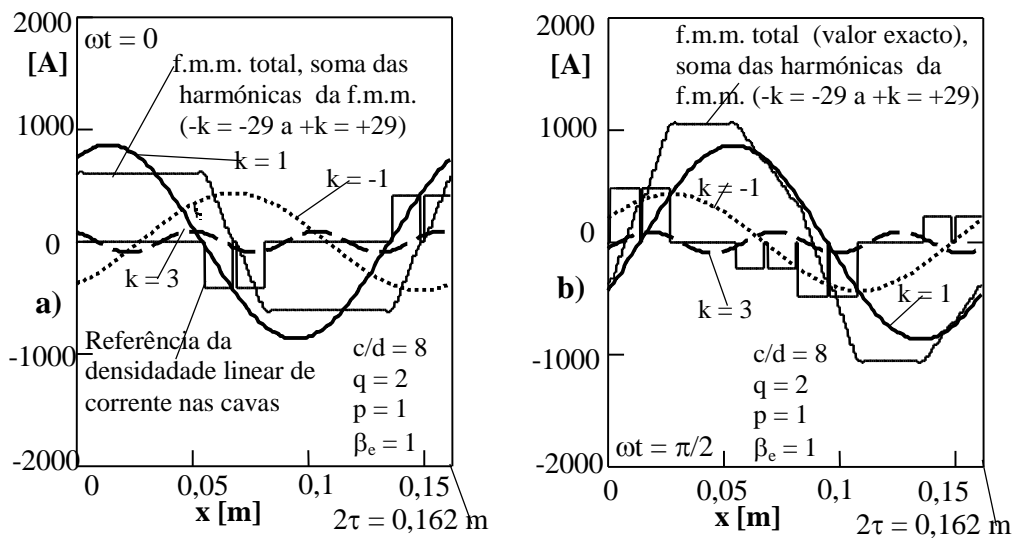 2000
[A]
1000
0
-1000
-2000
ωt = 0
f.m.m. total, soma das
harmónicas da f.m.m.
(-k = -29 a +k = +29)
k = 1
k = -1
k = 3
a)
Referência da
densidadade linear de
corrente nas cavas
c/d = 8
q = 2
p = 1
βe = 1
0
0,05
0,1
0,15
x [m]
2τ = 0,162 m
2000
[A]
1000
0
-1000
-2000
f.m.m. total (valor exacto),
soma das harmónicas da
f.m.m. (-k = -29 a +k = +29)
k ≠ -1
k = 3
k = 1
b)
c/d = 8
q = 2
p = 1
βe = 1
ωt = π/2
0
0,05
0,1
0,15
x [m]
2τ = 0,162 m